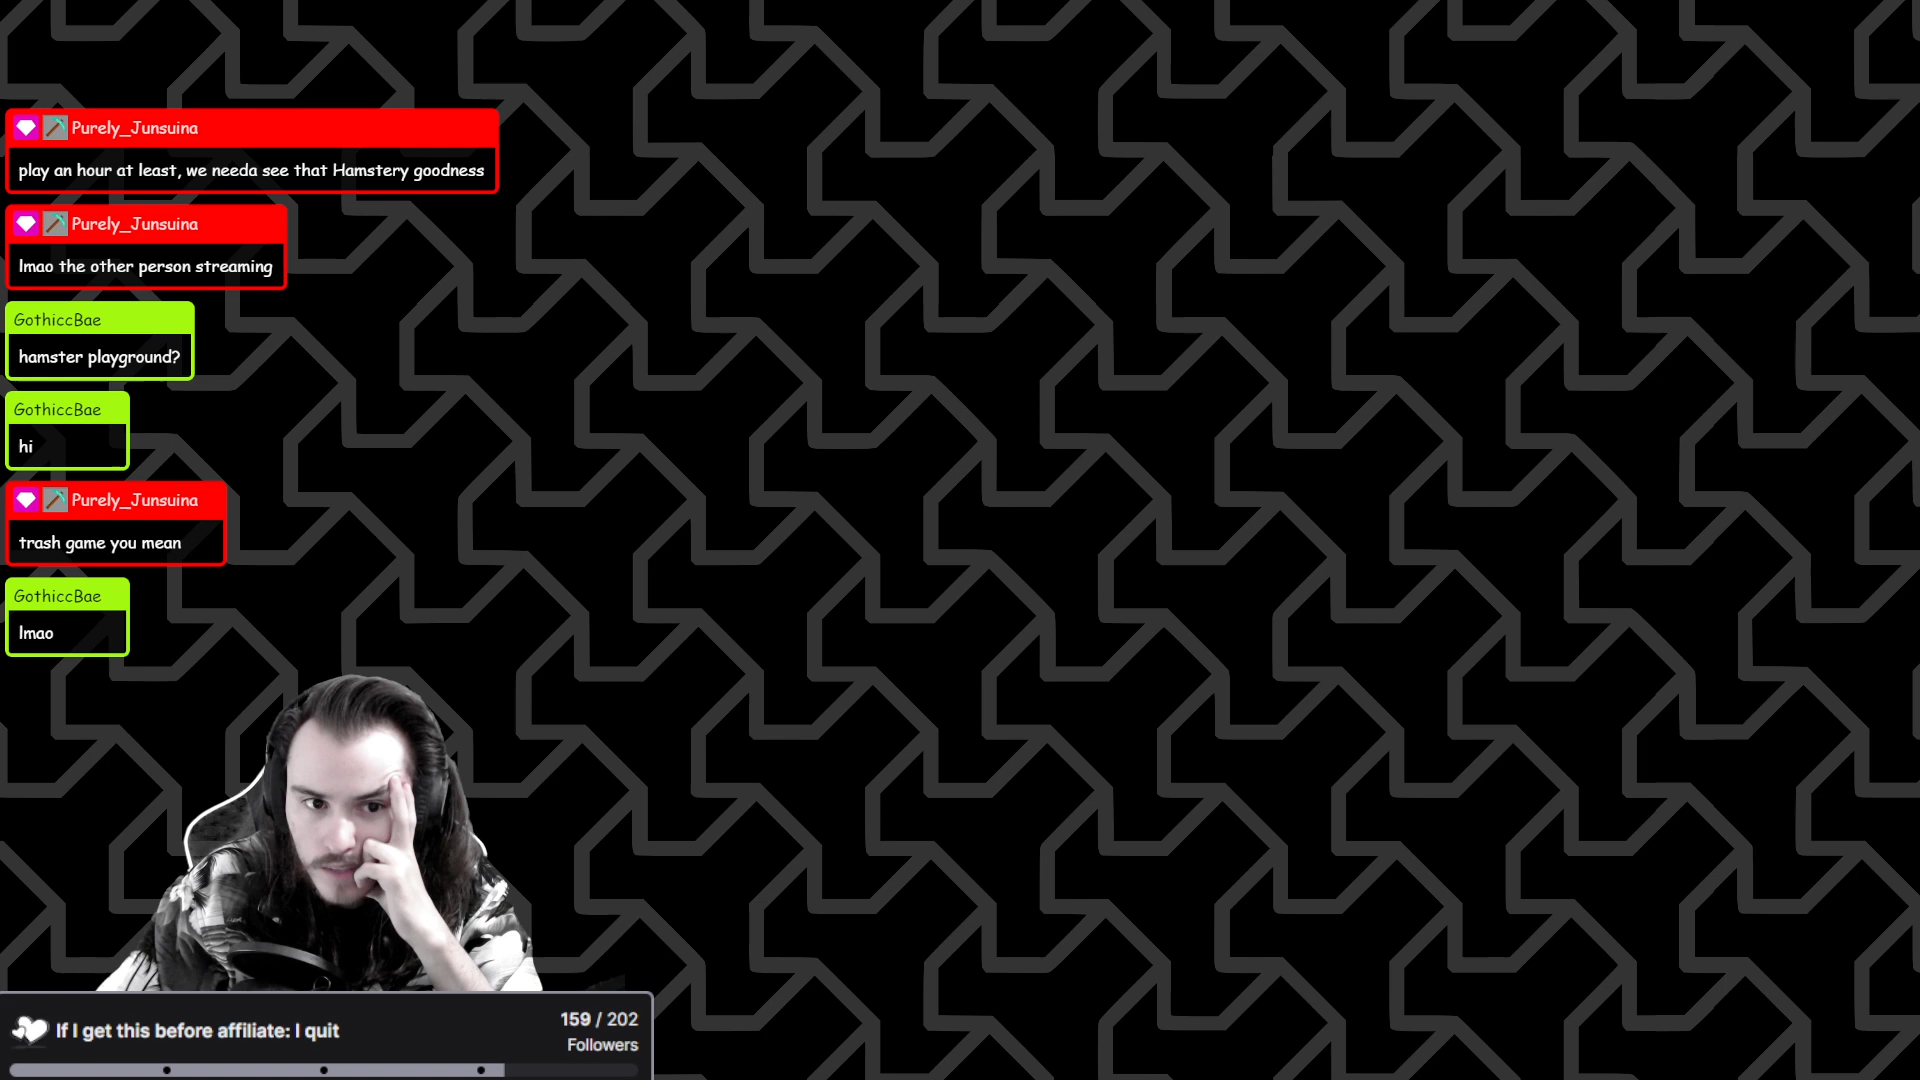 Purely_Junsuina
play an hour at least, we needa see that Hamstery goodness
Purely_Junsuina
lmao the other person streaming
GothiccBae
hamster playground?
GothiccBae
hi
Purely_Junsuina
trash game you mean
GothiccBae
lmao
If I get this before affiliate: I quit
159 / 202
Followers